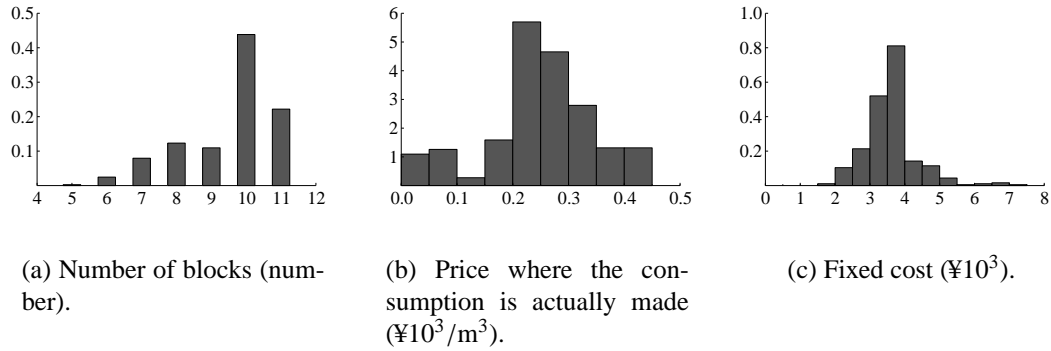 0.5
0.4
0.3
0.2
0.1
4 5 6 7 8 9 10 11 12
6
5
4
3
2
1
0.0 0.1 0.2 0.3 0.4 0.5
1.0
0.8
0.6
0.4
0.2
0 1 2 3 4 5 6 7 8
(a) Number of blocks (num-
ber).
(b) Price where the con-
sumption is actually made
(¥10³/m³).
(c) Fixed cost (¥10³).